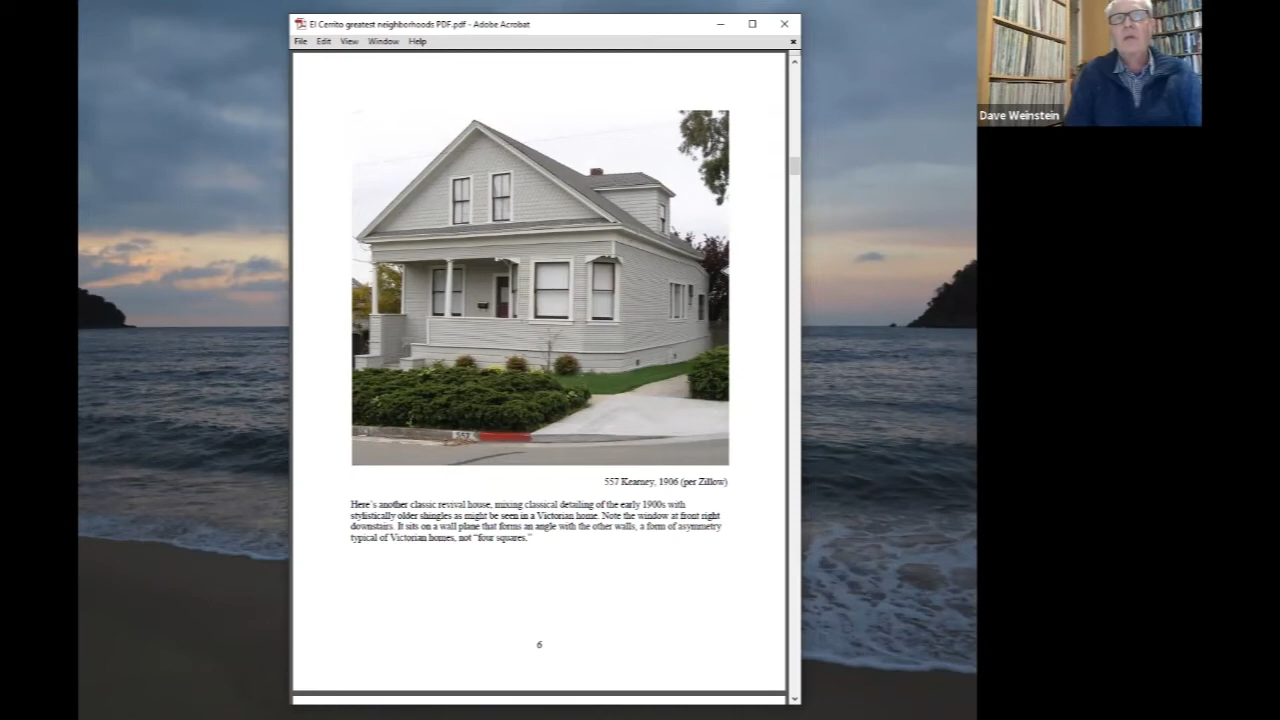 El Cerrito greatest neighborhoods PDF.pdf - Adobe Acrobat
File Edit View Window Help
Dave Weinstein
557
557 Kearney, 1906 (per Zillow)
Here's another classic revival house, mixing classical detailing of the early 1900s with
stylistically older shingles as might be seen in a Victorian home. Note the window at front right
downstairs. It sits on a wall plane that forms an angle with the other walls, a form of asymmetry
typical of Victorian homes, not “four squares.”
6